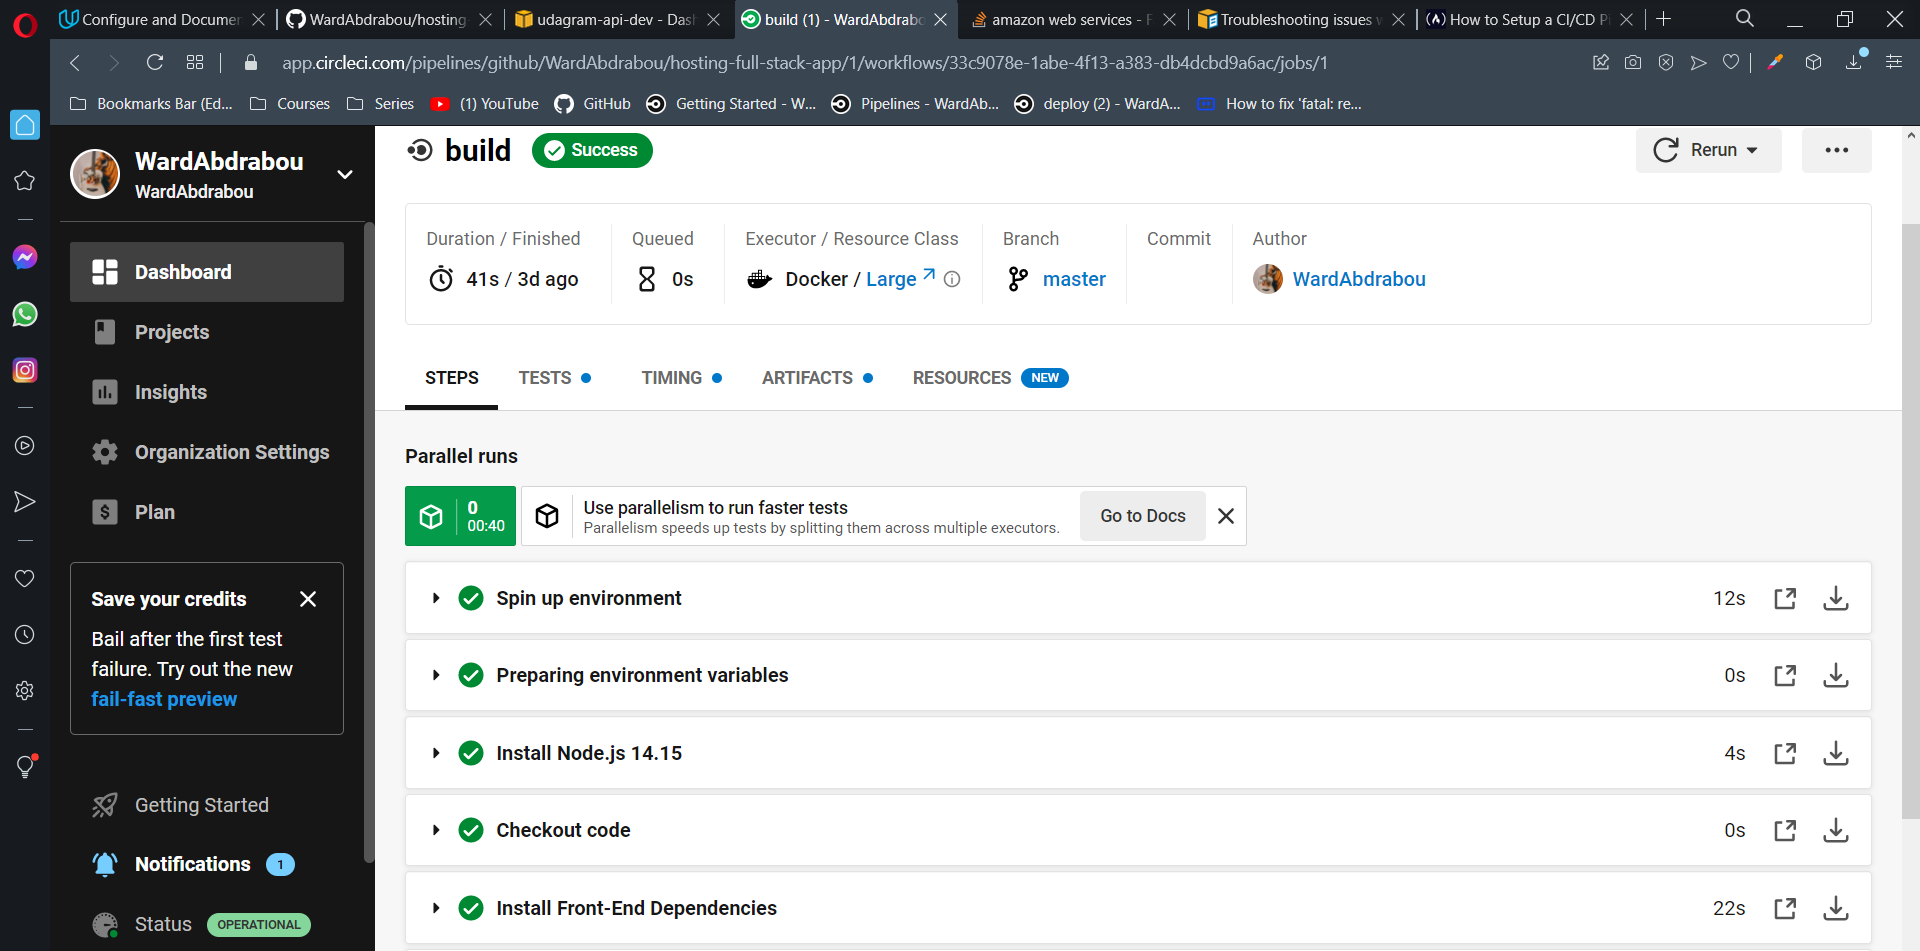 Configure and Documen
WardAbdrabou/hosting
udagram-api-dev - Dash
build (1) - WardAbdrabo
amazon web services - F
Troubleshooting issues w
How to Setup a CI/CD Pi
app.circleci.com/pipelines/github/WardAbdrabou/hosting-full-stack-app/1/workflows/33c9078e-1abe-4f13-a383-db4dcbd9a6ac/jobs/1
Bookmarks Bar (Ed...
Courses
Series
(1) YouTube
GitHub
Getting Started - W...
Pipelines - WardAb...
deploy (2) - WardA...
How to fix 'fatal: re...
WardAbdrabou
WardAbdrabou
Dashboard
Projects
Insights
Organization Settings
Plan
Save your credits
Bail after the first test
failure. Try out the new
fail-fast preview
Getting Started
Notifications 1
Status OPERATIONAL
build Success
Rerun
Duration / Finished
41s / 3d ago
Queued
0s
Executor / Resource Class
Docker / Large
Branch
master
Commit
Author
WardAbdrabou
STEPS TESTS TIMING ARTIFACTS RESOURCES NEW
Parallel runs
0
00:40
Use parallelism to run faster tests
Parallelism speeds up tests by splitting them across multiple executors.
Go to Docs
Spin up environment 12s
Preparing environment variables 0s
Install Node.js 14.15 4s
Checkout code 0s
Install Front-End Dependencies 22s